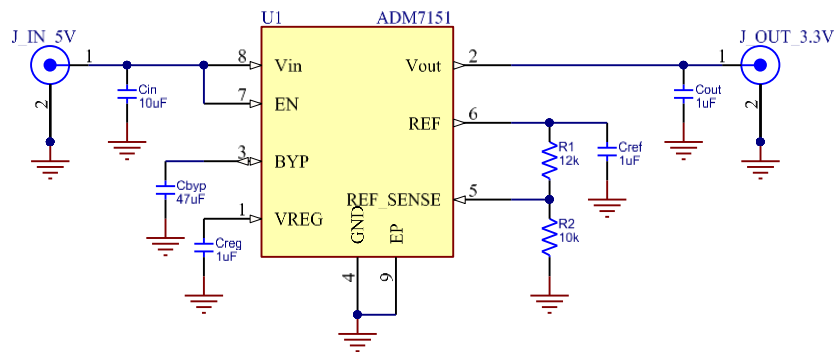 U1 ADM7151
J_IN_5V
J_OUT_3.3V
1
8
Vin
Vout
2
1
2
Cin
10uF
7
EN
Cout
1uF
2
REF
6
R1
12k
Cref
1uF
3
BYP
Cbyp
47uF
REF_SENSE
5
1
VREG
Creg
1uF
GND
EP
R2
10k
4
9